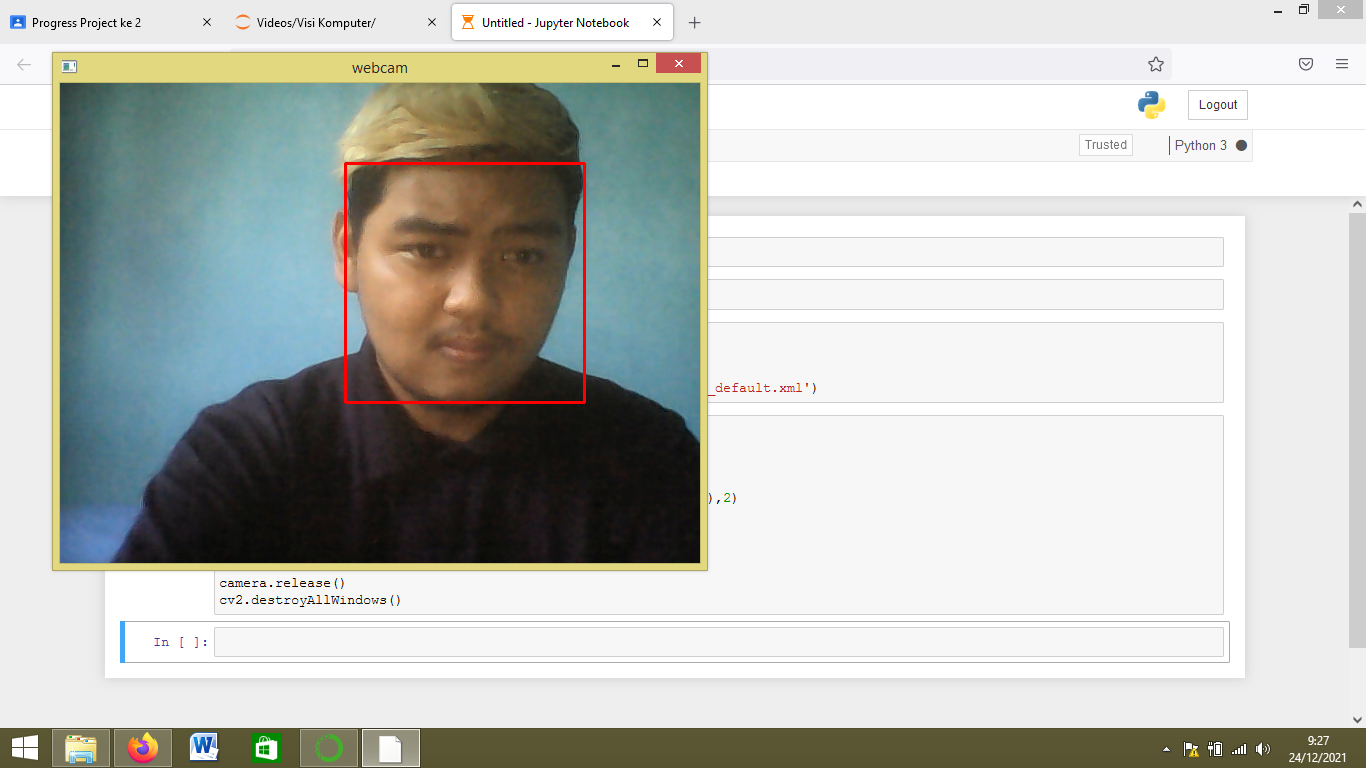 Progress Project ke 2
Videos/Visi Komputer/
Untitled - Jupyter Notebook
webcam
Logout
Trusted
Python 3
_default.xml')
),2)
camera.release()
cv2.destroyAllWindows()
In [ ]:
9:27
24/12/2021